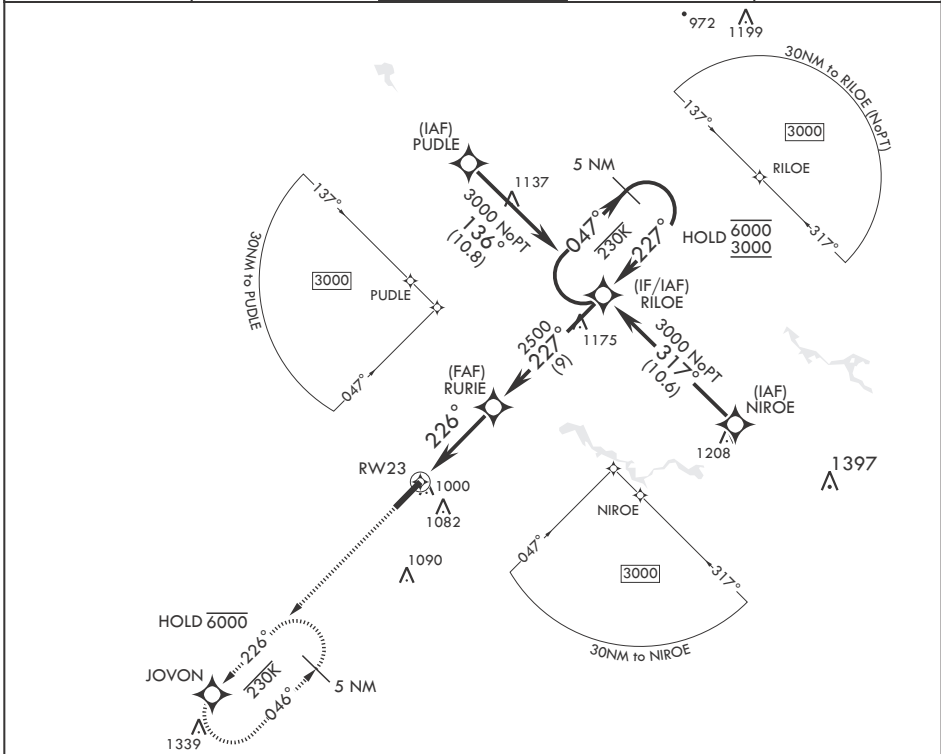 972
1199
30NM to RILOE (NoPT)
137°
3000
RILOE
317°
(IAF)
PUDLE
1137
3000 NoPT
136°
(10.8)
5 NM
047°
230K
227°
HOLD 6000
3000
(IF/IAF)
RILOE
137°
3000
PUDLE
047°
30NM to PUDLE
1175
2500
227°
(9)
3000 NoPT
317°
(10.6)
(IAF)
NIROE
1208
1397
(FAF)
RURIE
226°
RW23
1000
1082
1090
NIROE
047°
317°
3000
30NM to NIROE
HOLD 6000
226°
JOVON
230K
046°
5 NM
1339